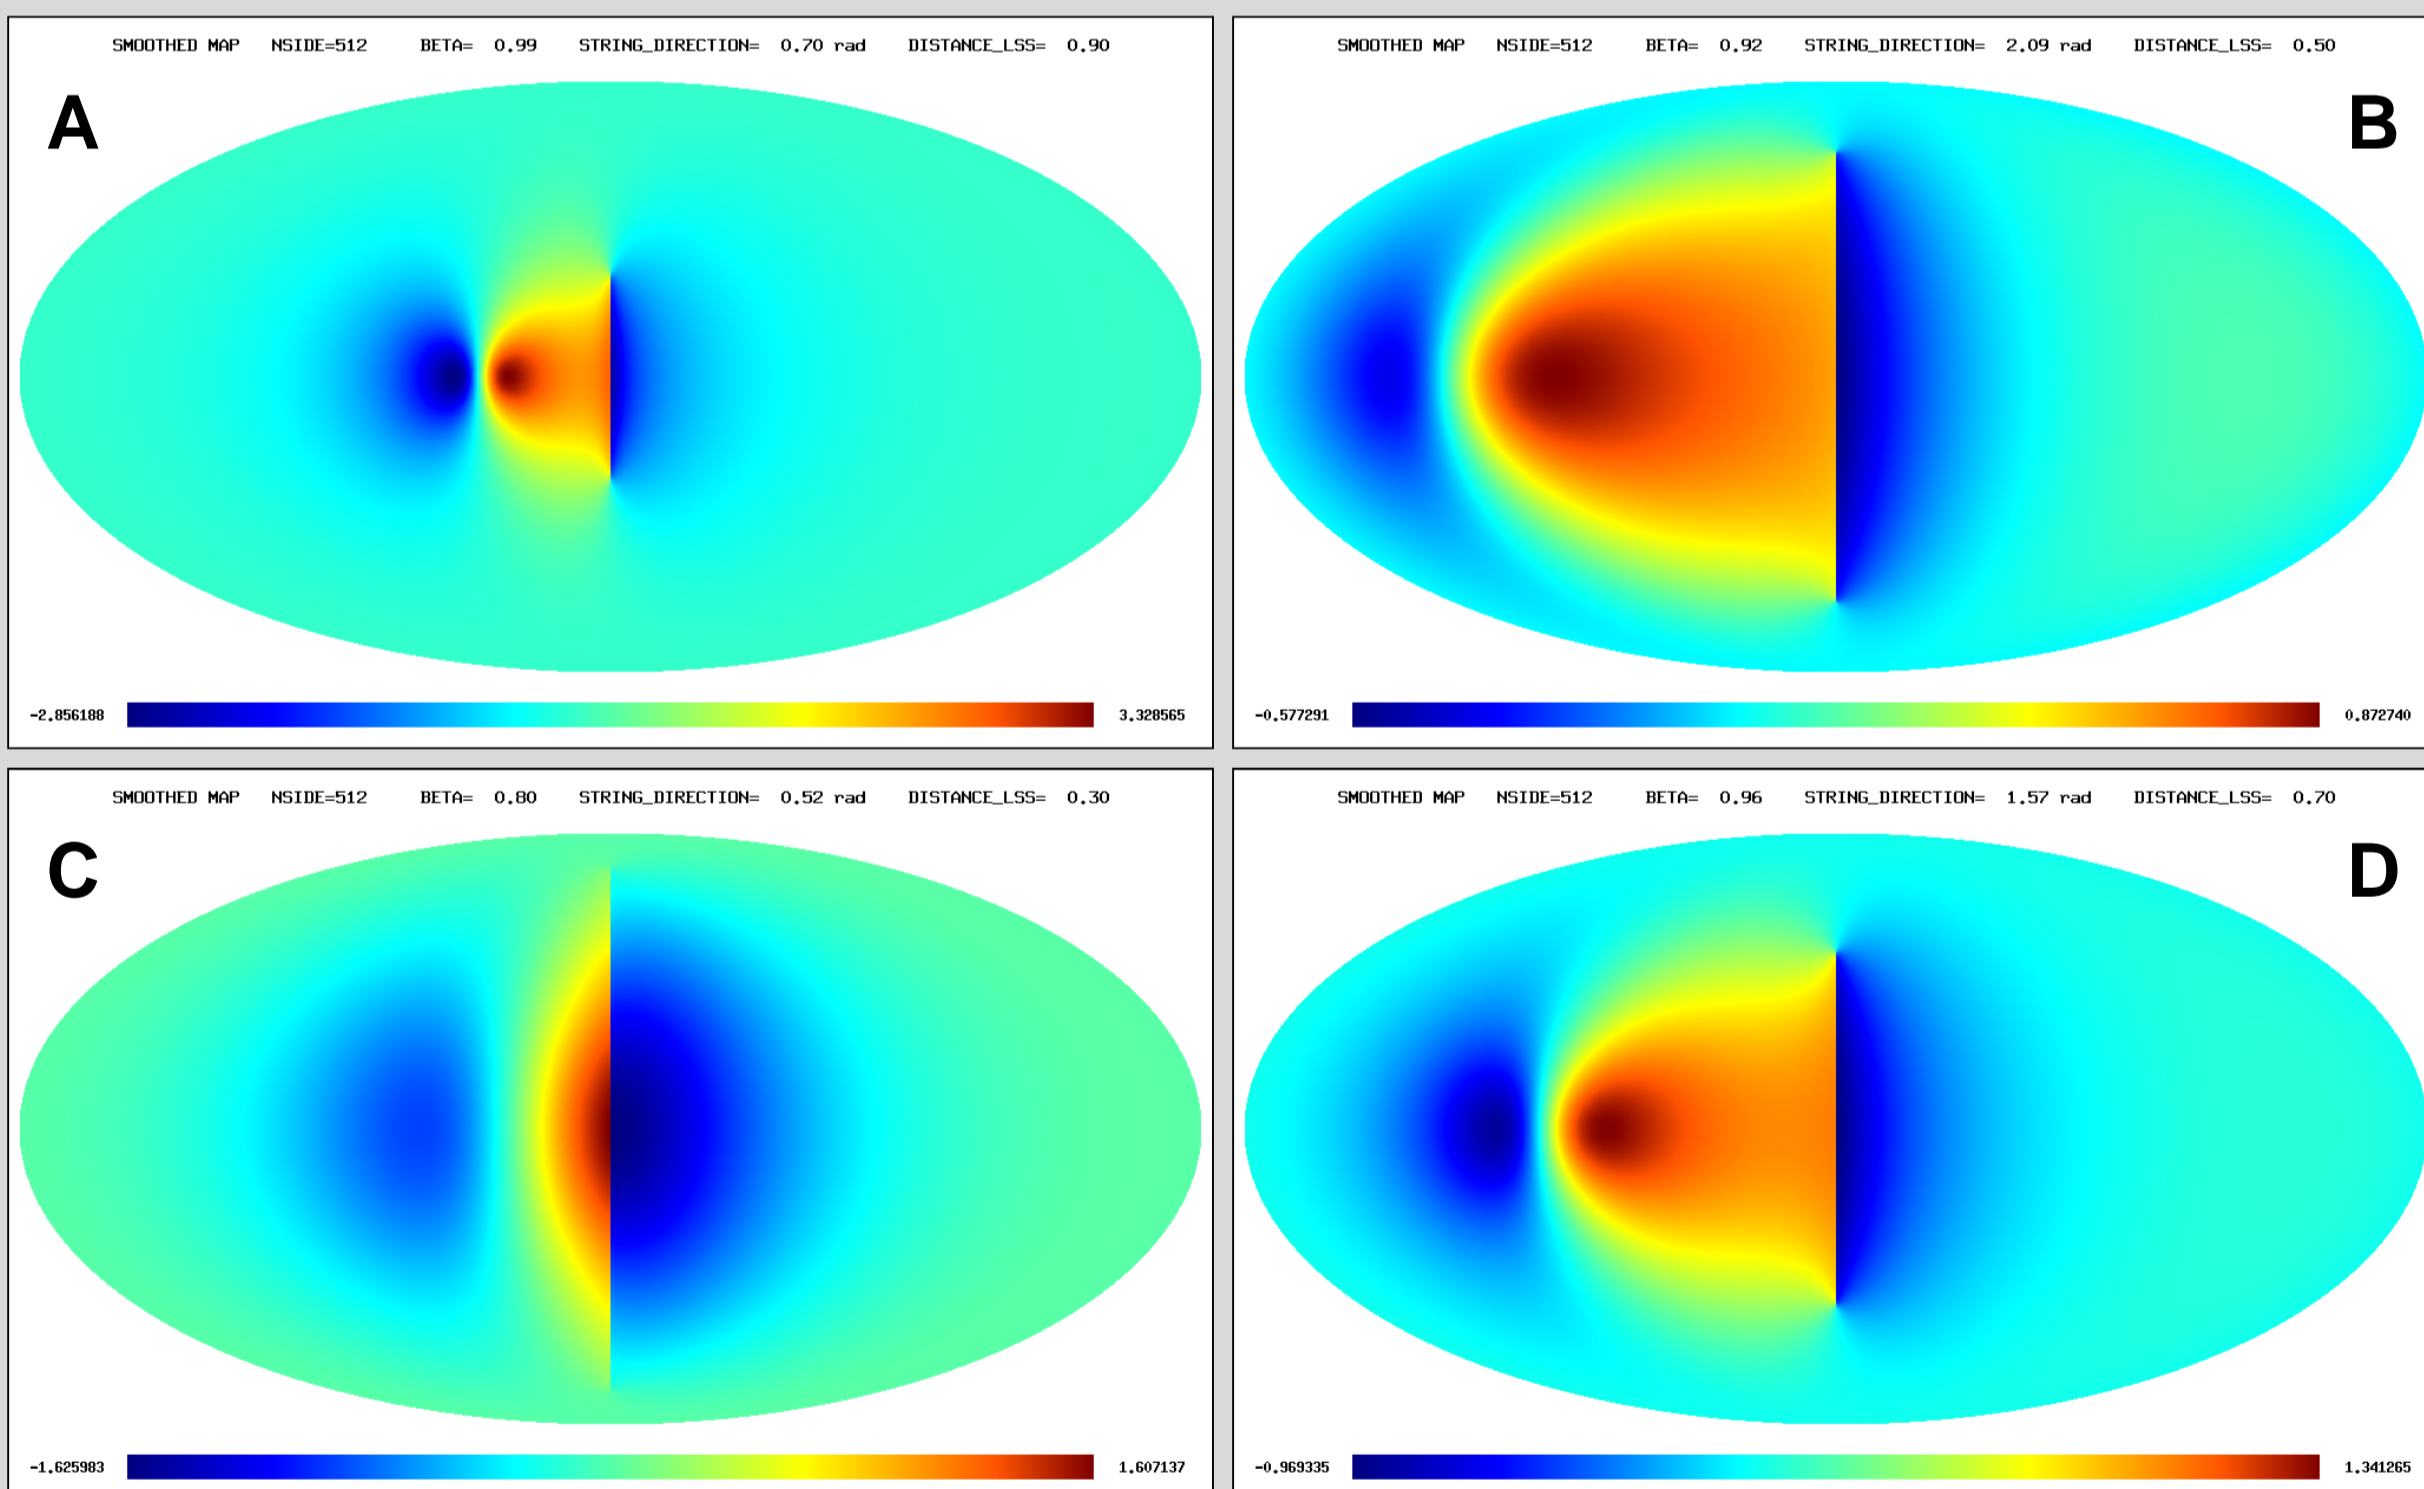 SMOOTHED MAP NSIDE=512 BETA= 0.99 STRING_DIRECTION= 0.70 rad DISTANCE_LSS= 0.90
A
-2.856188 3.328565
SMOOTHED MAP NSIDE=512 BETA= 0.92 STRING_DIRECTION= 2.09 rad DISTANCE_LSS= 0.50
B
-0.577291 0.872740
SMOOTHED MAP NSIDE=512 BETA= 0.80 STRING_DIRECTION= 0.52 rad DISTANCE_LSS= 0.30
C
-1.625983 1.607137
SMOOTHED MAP NSIDE=512 BETA= 0.96 STRING_DIRECTION= 1.57 rad DISTANCE_LSS= 0.70
D
-0.969335 1.341265